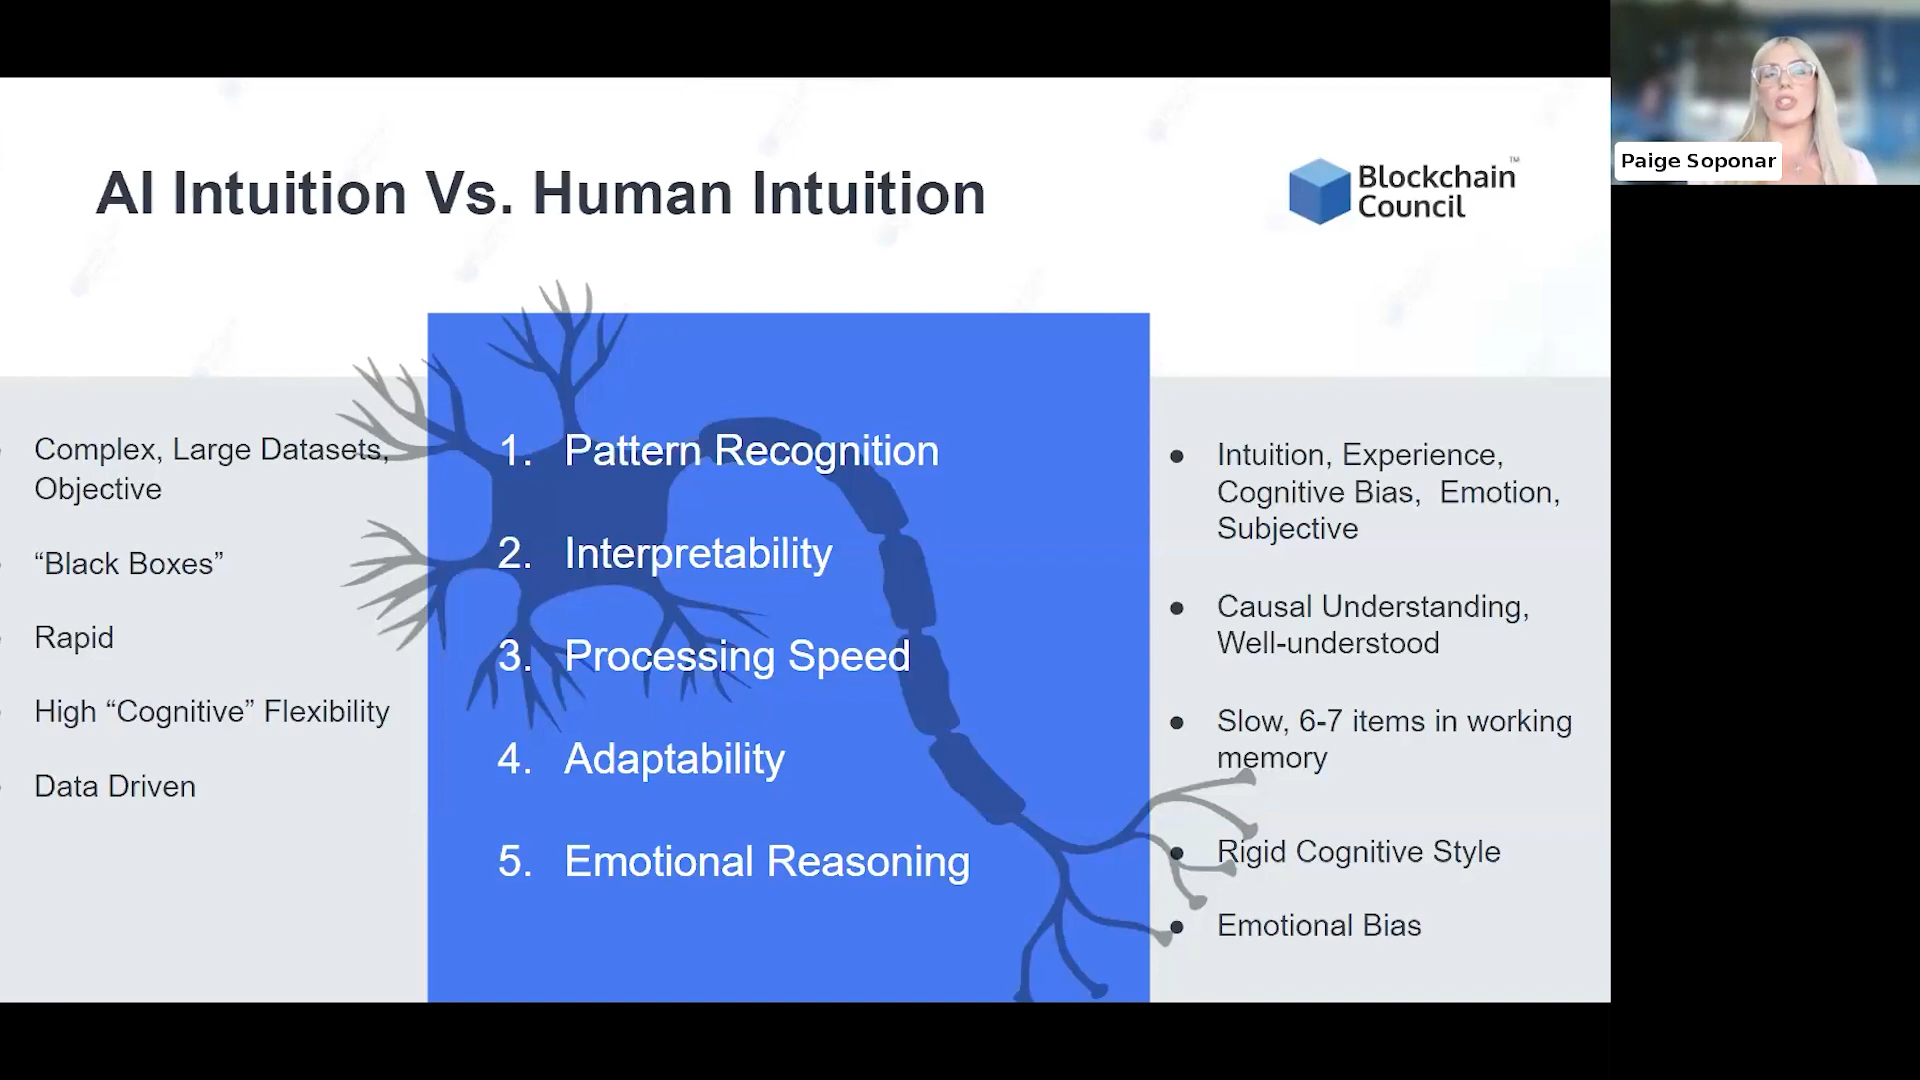 AI Intuition Vs. Human Intuition
Blockchain™
Council
Paige Soponar
Complex, Large Datasets,
Objective
“Black Boxes”
Rapid
High “Cognitive” Flexibility
Data Driven
1. Pattern Recognition
2. Interpretability
3. Processing Speed
4. Adaptability
5. Emotional Reasoning
● Intuition, Experience,
Cognitive Bias, Emotion,
Subjective
● Causal Understanding,
Well-understood
● Slow, 6-7 items in working
memory
● Rigid Cognitive Style
● Emotional Bias